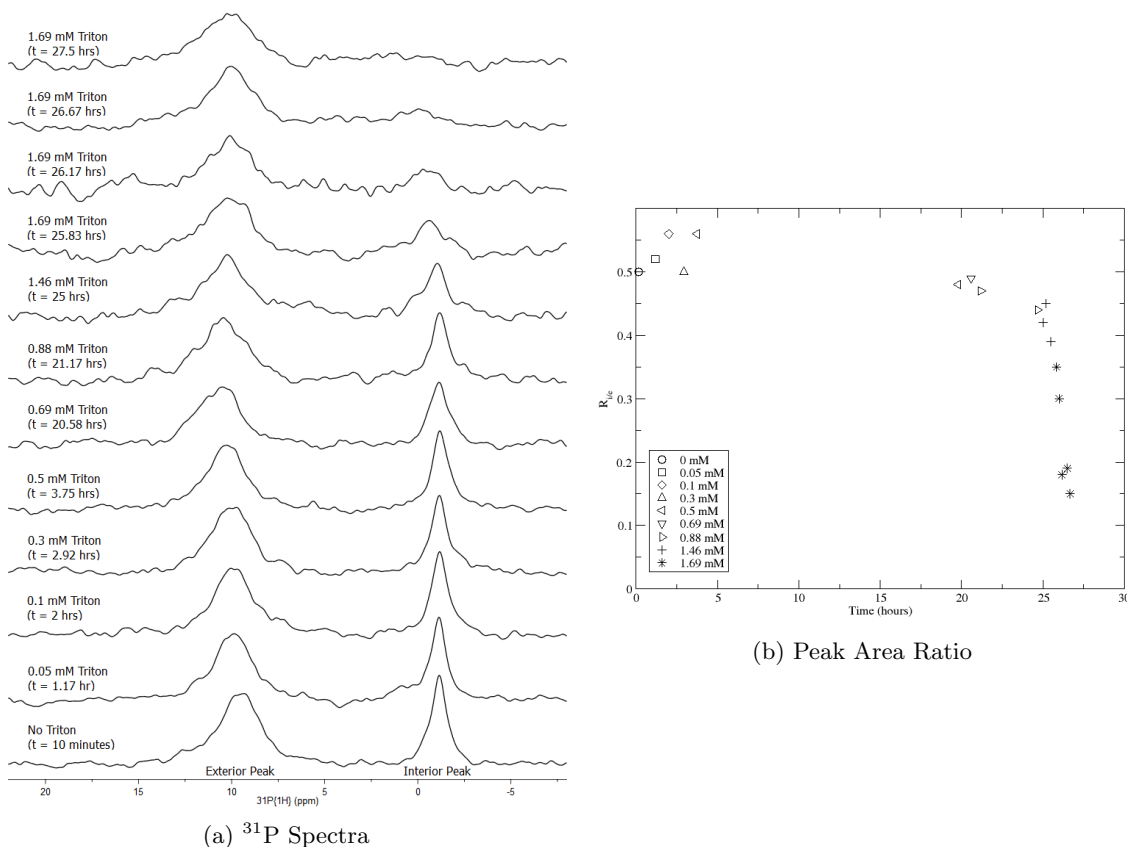 1.69 mM Triton
(t = 27.5 hrs)
1.69 mM Triton
(t = 26.67 hrs)
1.69 mM Triton
(t = 26.17 hrs)
1.69 mM Triton
(t = 25.83 hrs)
1.46 mM Triton
(t = 25 hrs)
0.88 mM Triton
(t = 21.17 hrs)
0.69 mM Triton
(t = 20.58 hrs)
0.5 mM Triton
(t = 3.75 hrs)
0.3 mM Triton
(t = 2.92 hrs)
0.1 mM Triton
(t = 2 hrs)
0.05 mM Triton
(t = 1.17 hr)
No Triton
(t = 10 minutes)
Exterior Peak Interior Peak
20 15 10 5 0 -5
31P{1H} (ppm)
(a) ³¹P Spectra
0.5
0.4
0.3
0.2
0.1
0
R i/e
0 mM
0.05 mM
0.1 mM
0.3 mM
0.5 mM
0.69 mM
0.88 mM
1.46 mM
1.69 mM
0 5 10 15 20 25 30
Time (hours)
(b) Peak Area Ratio